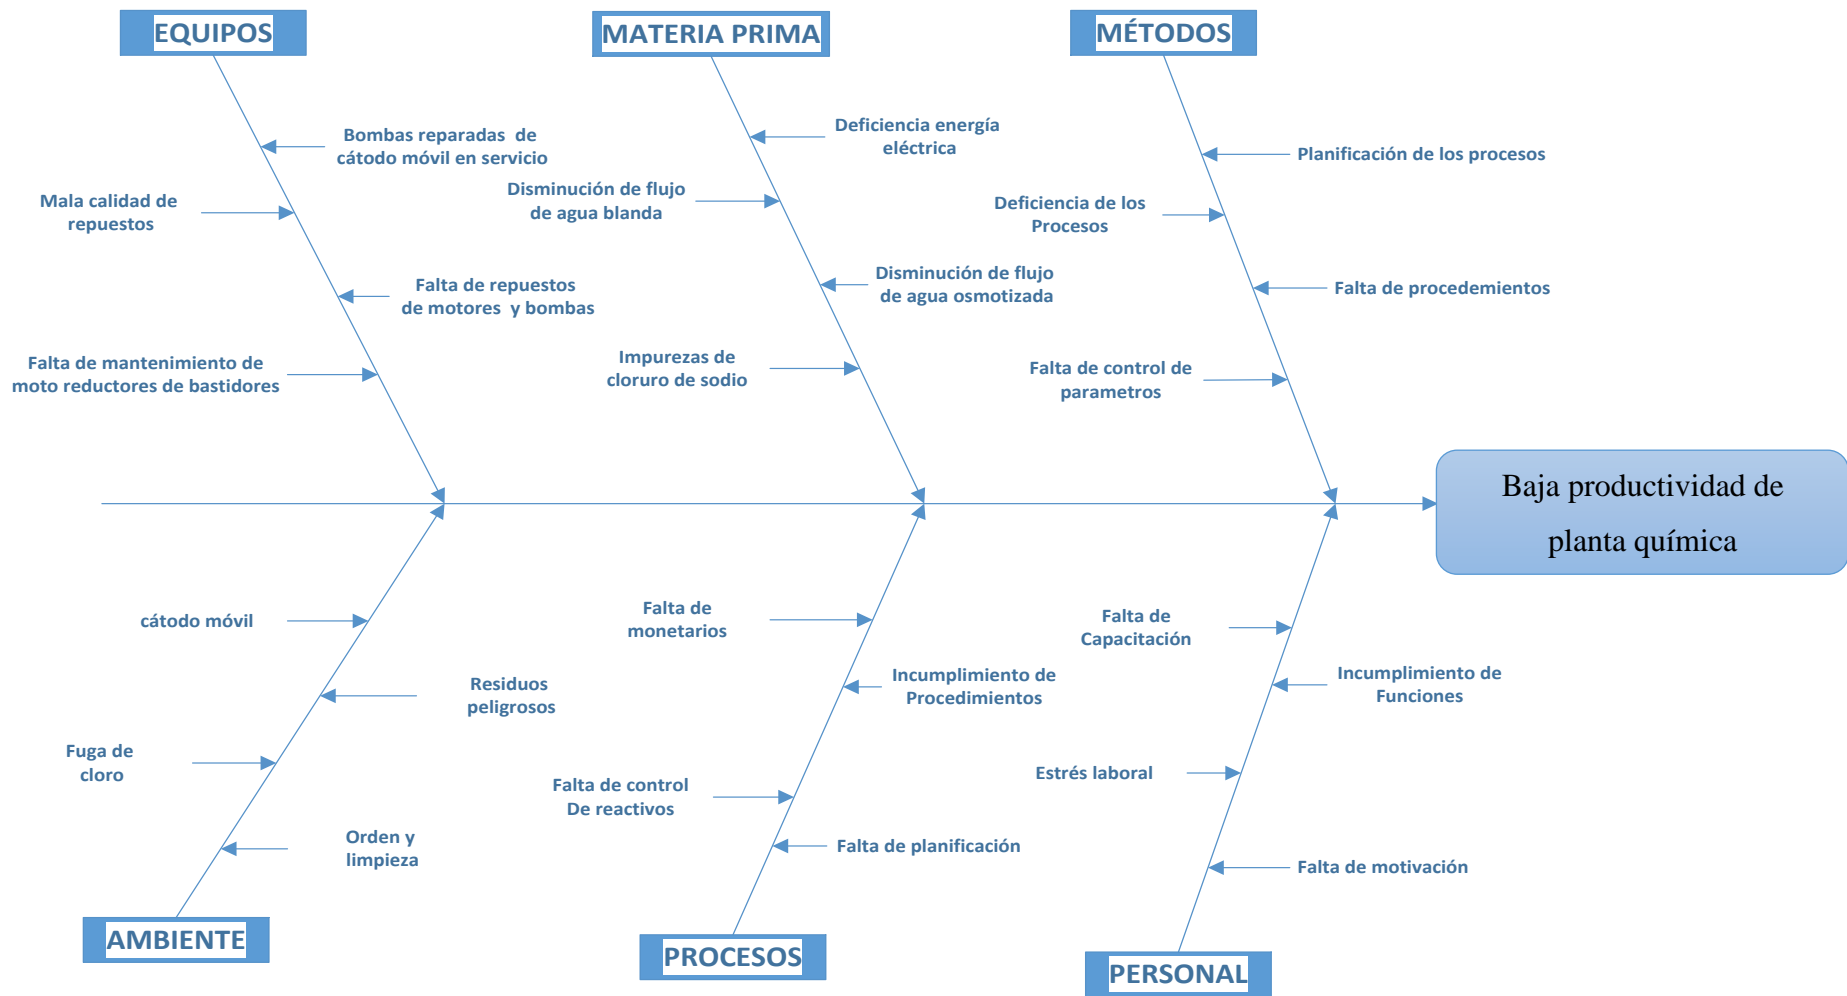 EQUIPOS
MATERIA PRIMA
MÉTODOS
Bombas reparadas de
cátodo móvil en servicio
Mala calidad de
repuestos
Falta de repuestos
de motores y bombas
Falta de mantenimiento de
moto reductores de bastidores
Deficiencia energía
eléctrica
Disminución de flujo
de agua blanda
Disminución de flujo
de agua osmotizada
Impurezas de
cloruro de sodio
Planificación de los procesos
Deficiencia de los
Procesos
Falta de procedemientos
Falta de control de
parametros
Baja productividad de
planta química
cátodo móvil
Residuos
peligrosos
Fuga de
cloro
Orden y
limpieza
Falta de
monetarios
Incumplimiento de
Procedimientos
Falta de control
De reactivos
Falta de planificación
Falta de
Capacitación
Incumplimiento de
Funciones
Estrés laboral
Falta de motivación
AMBIENTE
PROCESOS
PERSONAL